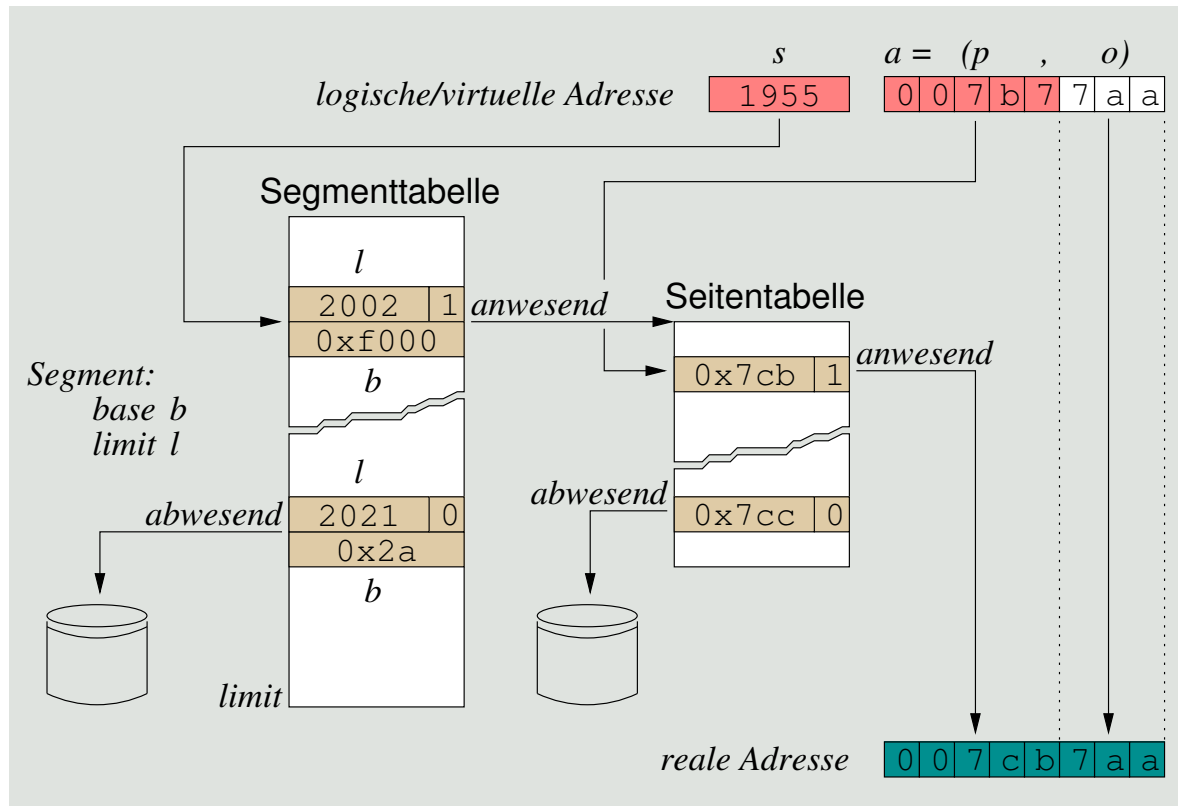 s a = (p , o)
logische/virtuelle Adresse 1955 0 0 7 b 7 7 a a
Segmenttabelle
l
2002 1 anwesend
Seitentabelle
0xf000
anwesend
0x7cb 1
Segment:
b
base b
limit l
l
abwesend
2021 0
abwesend
0x7cc 0
0x2a
b
limit
reale Adresse 0 0 7 c b 7 a a